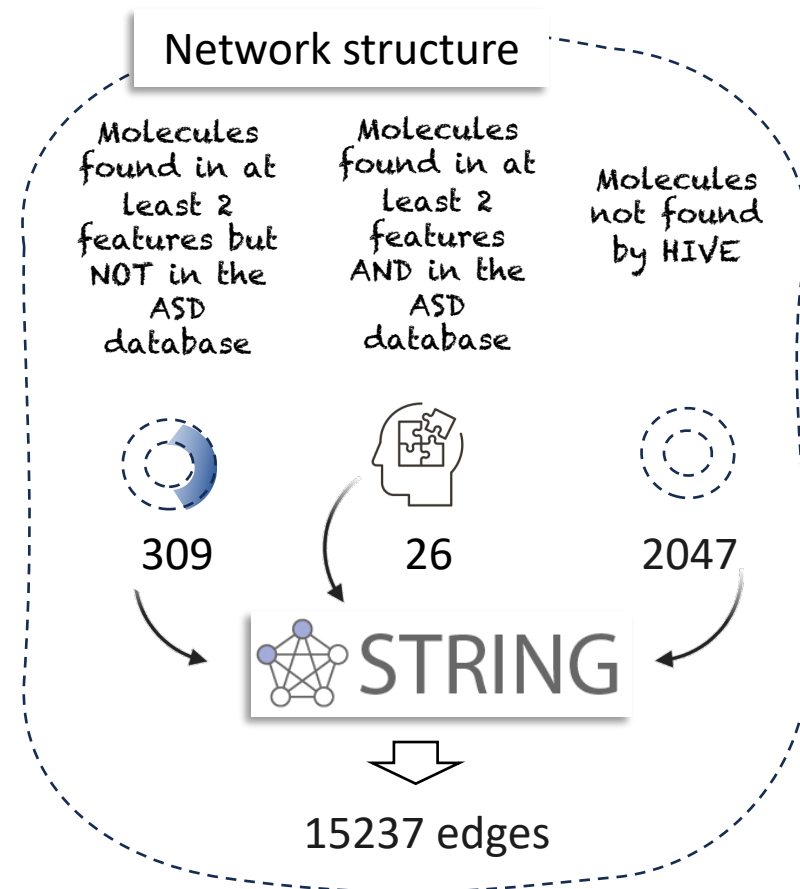 Network structure
Molecules
found in at
least 2
features but
NOT in the
ASD
database
Molecules
found in at
least 2
features
AND in the
ASD
database
Molecules
not found
by HIVE
309
26
2047
STRING
15237 edges